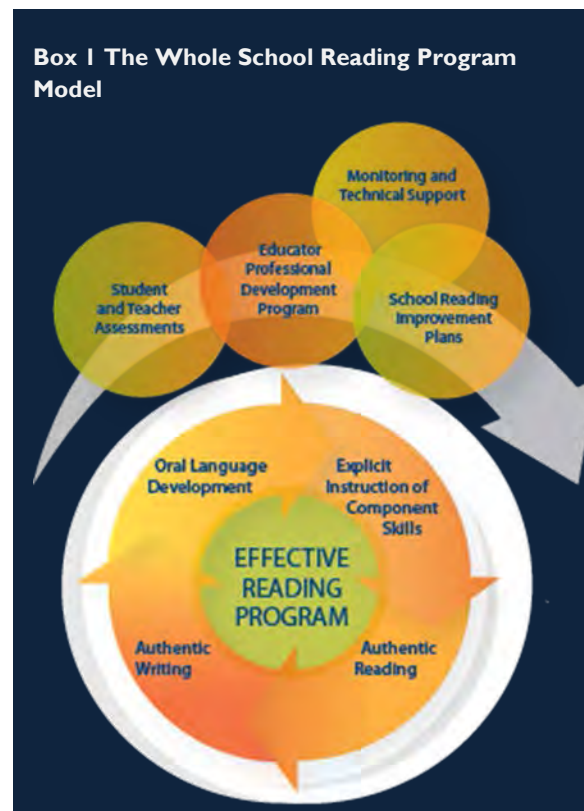 Box 1 The Whole School Reading Program
Model
Monitoring and
Technical Support
Educator
Professional
Development
Program
Student
and Teacher
Assessments
School Reading
Improvement
Plans
Oral Language
Development
Explicit
Instruction of
Component
Skills
EFFECTIVE
READING
PROGRAM
Authentic
Writing
Authentic
Reading